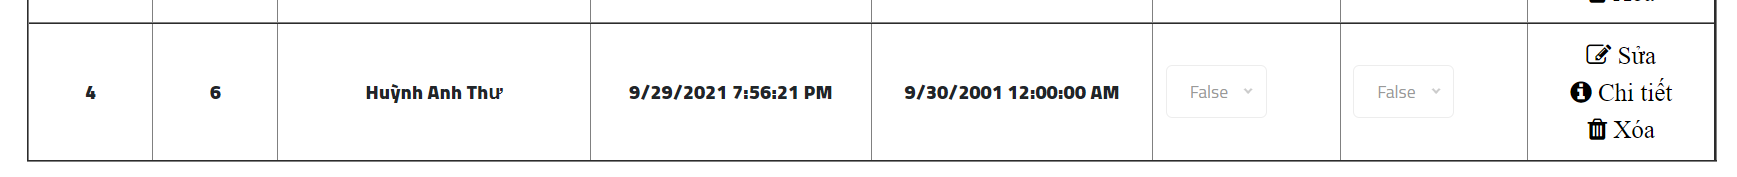 4 6 Huỳnh Anh Thư 9/29/2021 7:56:21 PM 9/30/2001 12:00:00 AM False False
Sửa
Chi tiết
Xóa